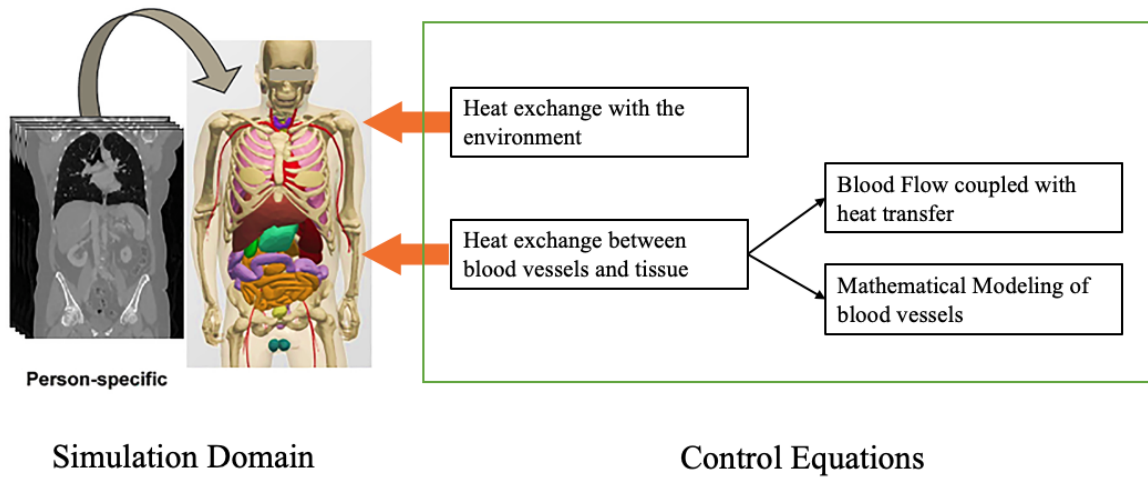 Heat exchange with the
environment
Blood Flow coupled with
heat transfer
Heat exchange between
blood vessels and tissue
Mathematical Modeling of
blood vessels
Person-specific
Simulation Domain
Control Equations